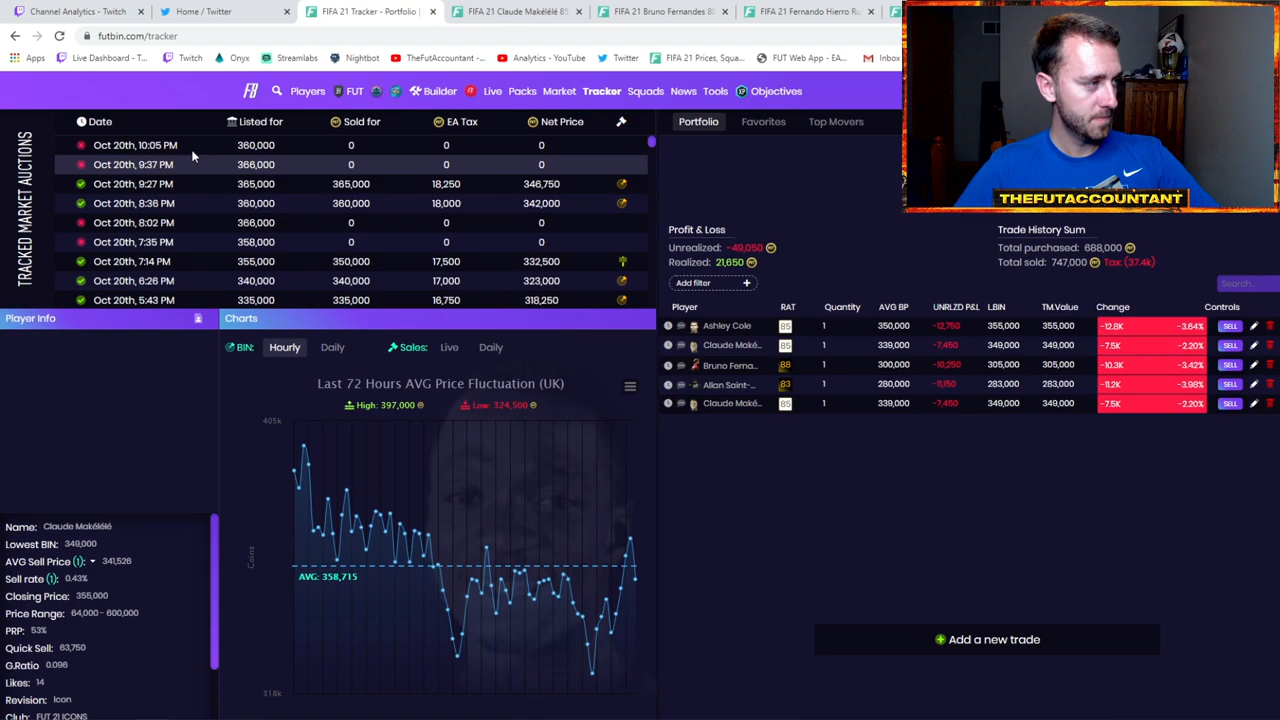 Channel Analytics - Twitch
Home / Twitter
FIFA 21 Tracker - Portfolio |
FIFA 21 Claude Makélélé 85
FIFA 21 Bruno Fernandes 8
FIFA 21 Fernando Hierro Ru
futbin.com/tracker
Apps Live Dashboard - T... Twitch Onyx Streamlabs Nightbot TheFutAccountant -... Analytics - YouTube Twitter FIFA 21 Prices, Squa... FUT Web App - EA... Inbox
Players FUT Builder Live Packs Market Tracker Squads News Tools Objectives
TRACKED MARKET AUCTIONS
Date Listed for Sold for EA Tax Net Price
Oct 20th, 10:05 PM 360,000 0 0 0
Oct 20th, 9:37 PM 366,000 0 0 0
Oct 20th, 9:27 PM 365,000 365,000 18,250 346,750
Oct 20th, 8:36 PM 360,000 360,000 18,000 342,000
Oct 20th, 8:02 PM 366,000 0 0 0
Oct 20th, 7:35 PM 358,000 0 0 0
Oct 20th, 7:14 PM 355,000 350,000 17,500 332,500
Oct 20th, 6:26 PM 340,000 340,000 17,000 323,000
Oct 20th, 5:43 PM 335,000 335,000 16,750 318,250
Portfolio Favorites Top Movers
THEFUTACCOUNTANT
Profit & Loss
Unrealized: -49,050
Realized: 21,650
Trade History Sum
Total purchased: 688,000
Total sold: 747,000 Tax: (37.4k)
Add filter +
Search...
Player RAT Quantity AVG BP UNRLZD P&L LBIN TM.Value Change Controls
Ashley Cole 85 1 350,000 -12,750 355,000 355,000 -12.8K -3.64% SELL
Claude Maké... 85 1 339,000 -7,450 349,000 349,000 -7.5K -2.20% SELL
Bruno Ferna... 88 1 300,000 -10,250 305,000 305,000 -10.3K -3.42% SELL
Allan Saint-... 83 1 280,000 -11,150 283,000 283,000 -11.2K -3.98% SELL
Claude Maké... 85 1 339,000 -7,450 349,000 349,000 -7.5K -2.20% SELL
Add a new trade
Player Info
Name: Claude Makélélé
Lowest BIN: 349,000
AVG Sell Price (1): 341,526
Sell rate (1): 0.43%
Closing Price: 355,000
Price Range: 64,000 - 600,000
PRP: 53%
Quick Sell: 63,750
G.Ratio 0.096
Likes: 14
Revision: Icon
Club: FUT 21 ICONS
Charts
BIN: Hourly Daily Sales: Live Daily
Last 72 Hours AVG Price Fluctuation (UK)
High: 397,000 Low: 324,500
405k
Coins
AVG: 358,715
318k